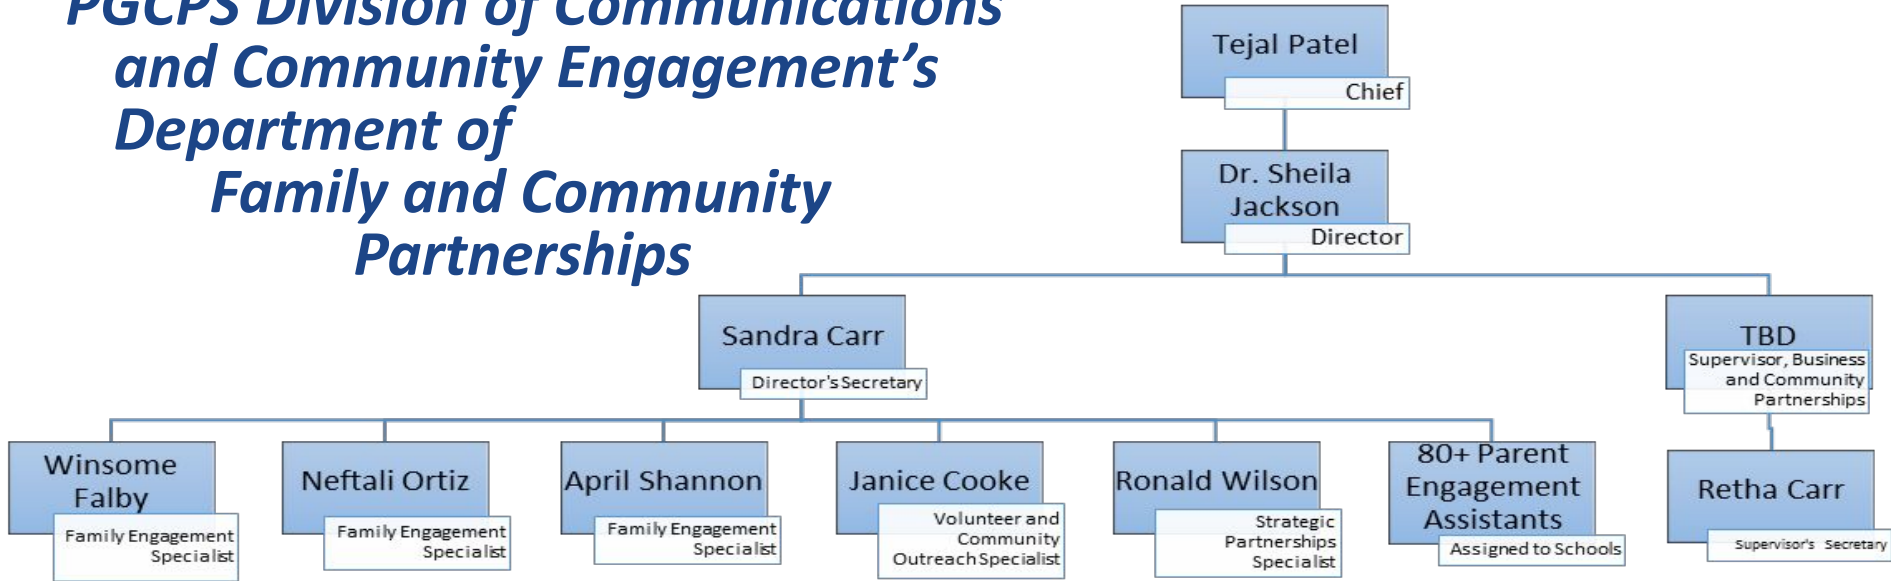 PGCPS Division of Communications
and Community Engagement’s
Department of
Family and Community
Partnerships
Tejal Patel
Chief
Dr. Sheila
Jackson
Director
Sandra Carr
Director's Secretary
TBD
Supervisor, Business
and Community
Partnerships
Winsome
Falby
Family Engagement
Specialist
Neftali Ortiz
Family Engagement
Specialist
April Shannon
Family Engagement
Specialist
Janice Cooke
Volunteer and
Community
Outreach Specialist
Ronald Wilson
Strategic
Partnerships
Specialist
80+ Parent
Engagement
Assistants
Assigned to Schools
Retha Carr
Supervisor's Secretary